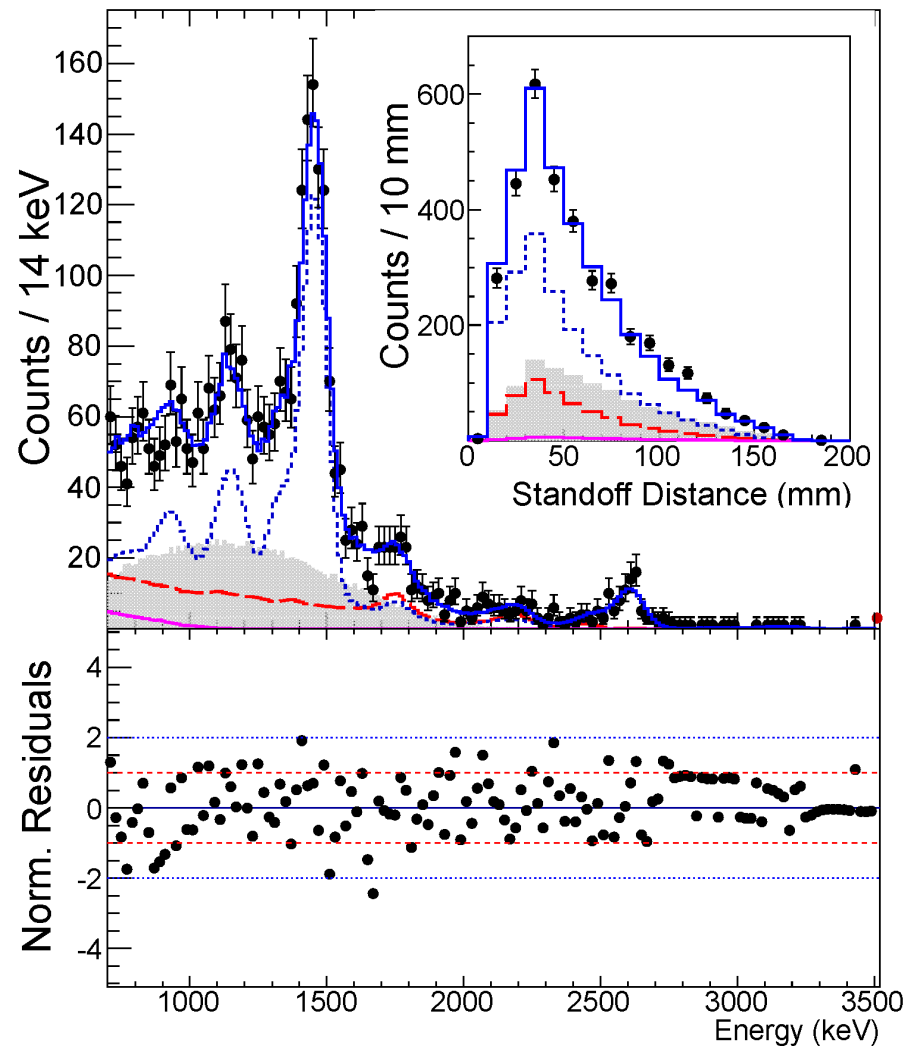 Counts / 14 keV
160
140
120
100
80
60
40
20
Counts / 10 mm
600
400
200
0 50 100 150 200
Standoff Distance (mm)
Norm. Residuals
4
2
0
-2
-4
1000 1500 2000 2500 3000 3500
Energy (keV)